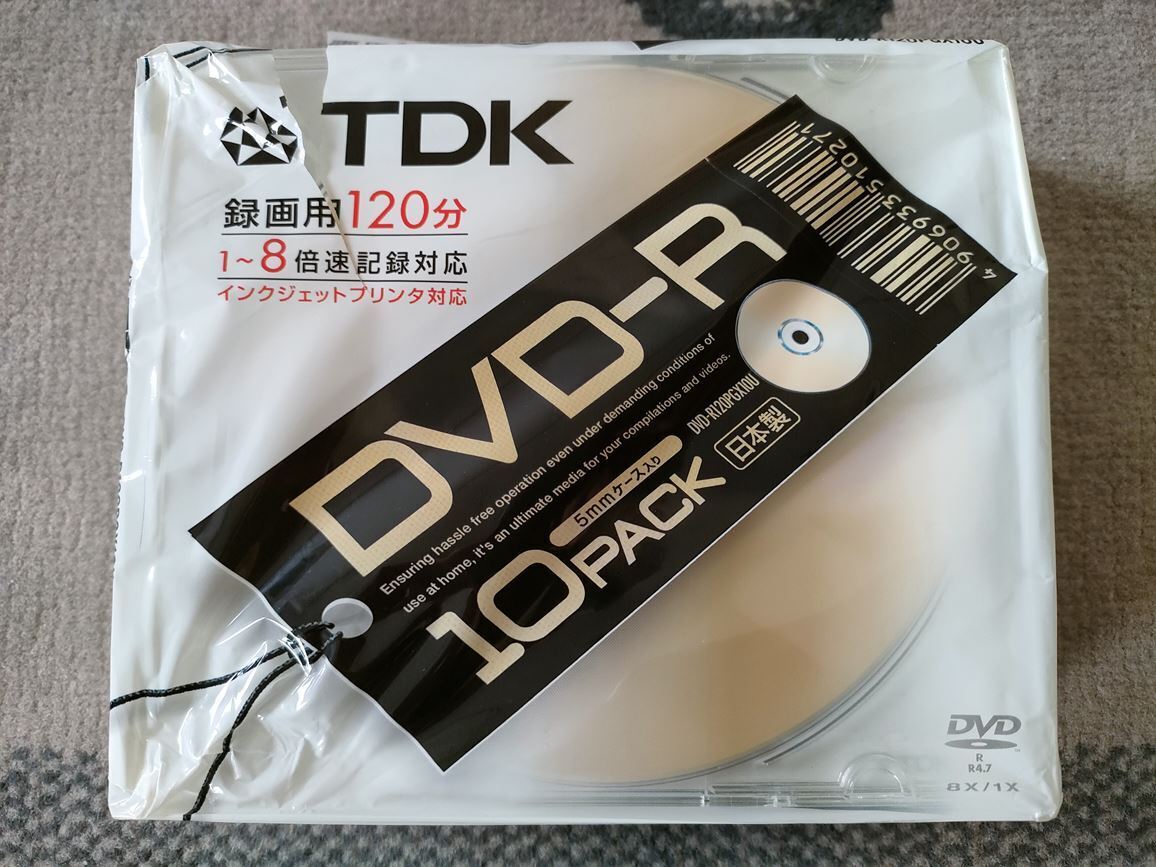 TDK
録画用120分
1~8倍速記録対応
インクジェットプリンタ対応
DVD-R
Ensuring hassle free operation even under demanding conditions of
use at home, it's an ultimate media for your compilations and videos.
10PACK
5mmケース入り
DVD-R120PGX10U
日本製
4 906933 510271
DVD
R
R4.7
8X/1X